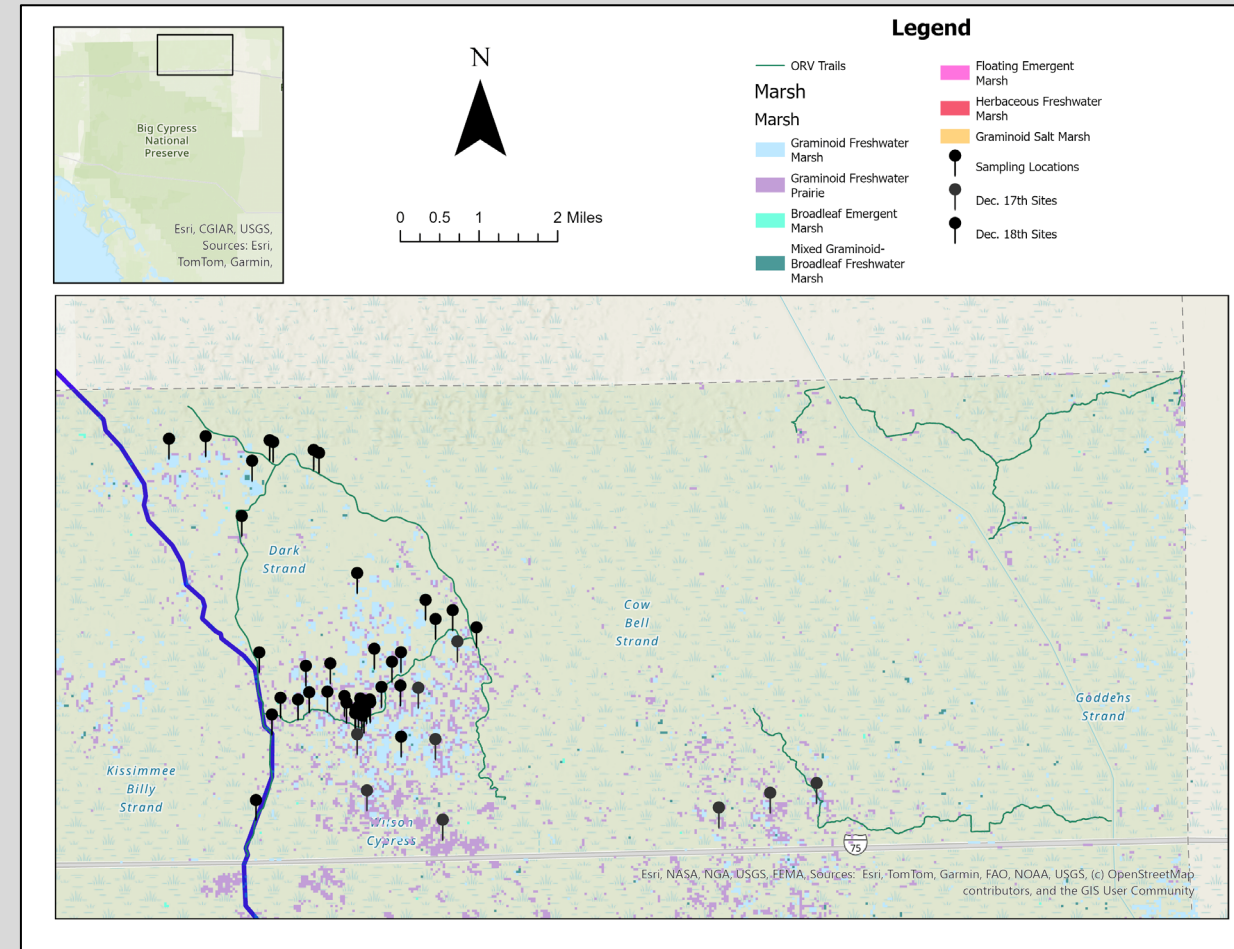 Legend
N
0 0.5 1 2 Miles
Big Cypress
National
Preserve
Esri, CGIAR, USGS,
Sources: Esri,
TomTom, Garmin,
ORV Trails
Marsh
Marsh
Graminoid Freshwater
Marsh
Graminoid Freshwater
Prairie
Broadleaf Emergent
Marsh
Mixed Graminoid-
Broadleaf Freshwater
Marsh
Floating Emergent
Marsh
Herbaceous Freshwater
Marsh
Graminoid Salt Marsh
Sampling Locations
Dec. 17th Sites
Dec. 18th Sites
Dark
Strand
Cow
Bell
Strand
Goddens
Strand
Kissimmee
Billy
Strand
Wilson
Cypress
75
Esri, NASA, NGA, USGS, FEMA, Sources: Esri, TomTom, Garmin, FAO, NOAA, USGS, (c) OpenStreetMap
contributors, and the GIS User Community